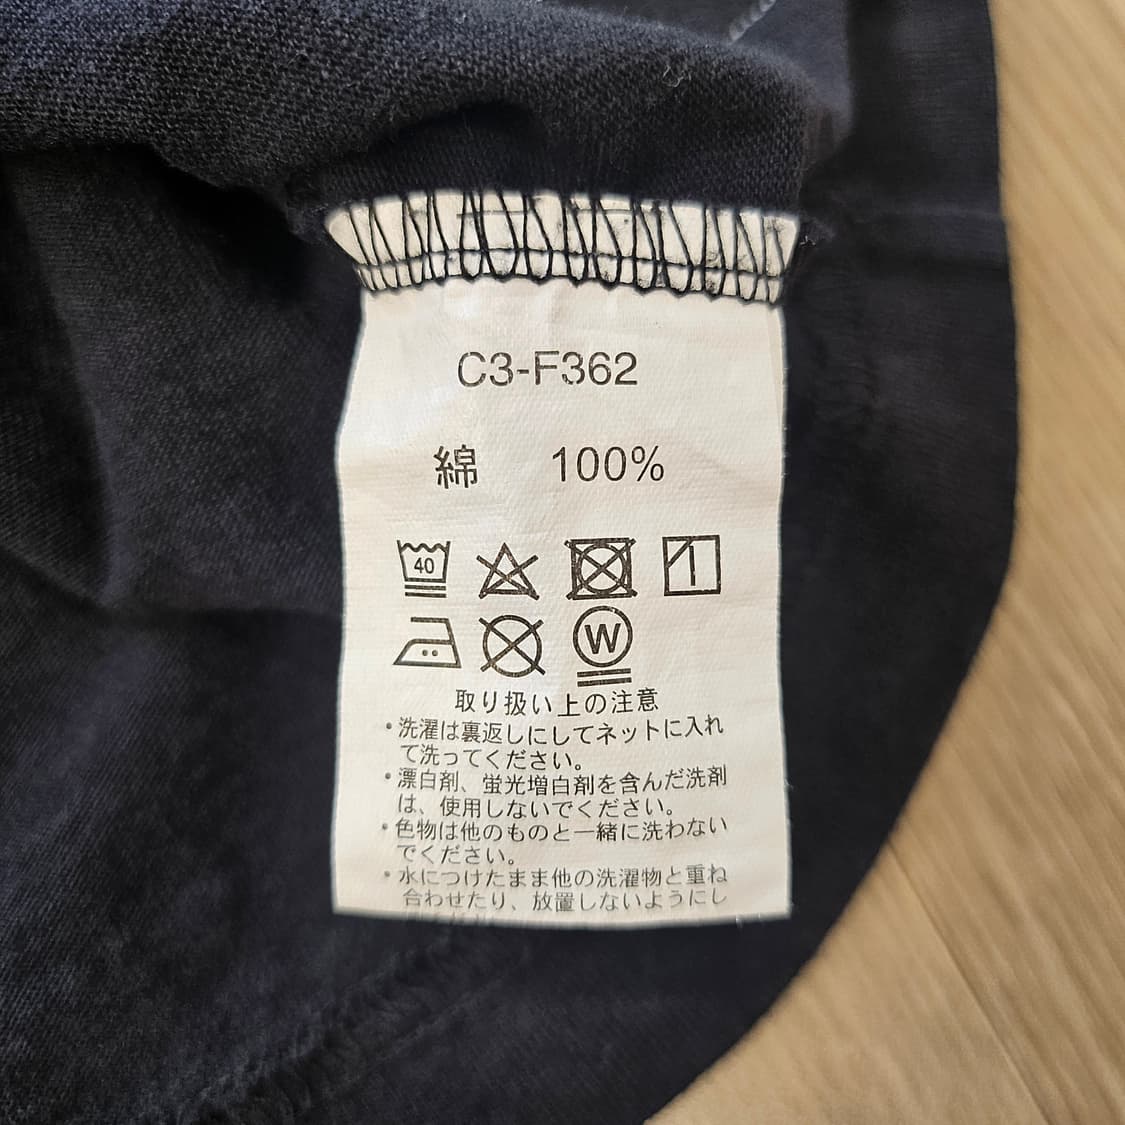 C3-F362
綿 100%
40
W
取り扱い上の注意
・洗濯は裏返しにしてネットに入れ
て洗ってください。
・漂白剤、蛍光増白剤を含んだ洗剤
は、使用しないでください。
・色物は他のものと一緒に洗わない
でください。
・水につけたまま他の洗濯物と重ね
合わせたり、放置しないようにし